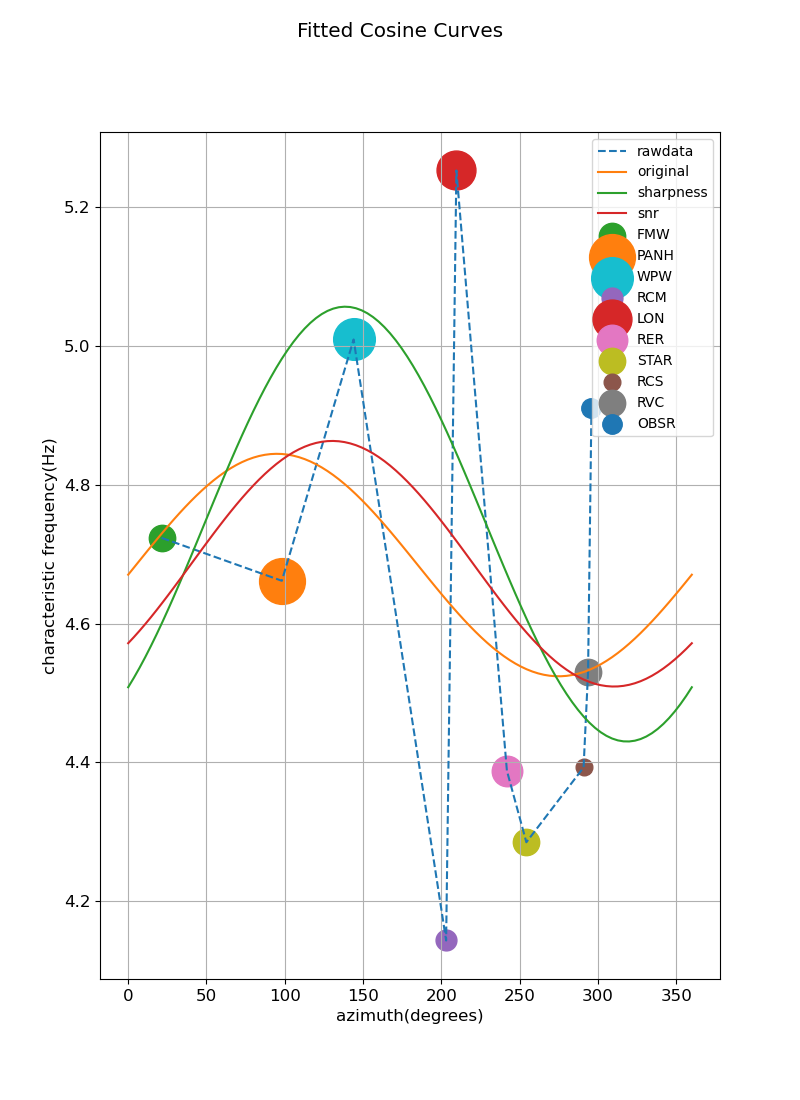 Fitted Cosine Curves
characteristic frequency(Hz)
5.2
5.0
4.8
4.6
4.4
4.2
rawdata
original
sharpness
snr
FMW
PANH
WPW
RCM
LON
RER
STAR
RCS
RVC
OBSR
0 50 100 150 200 250 300 350
azimuth(degrees)